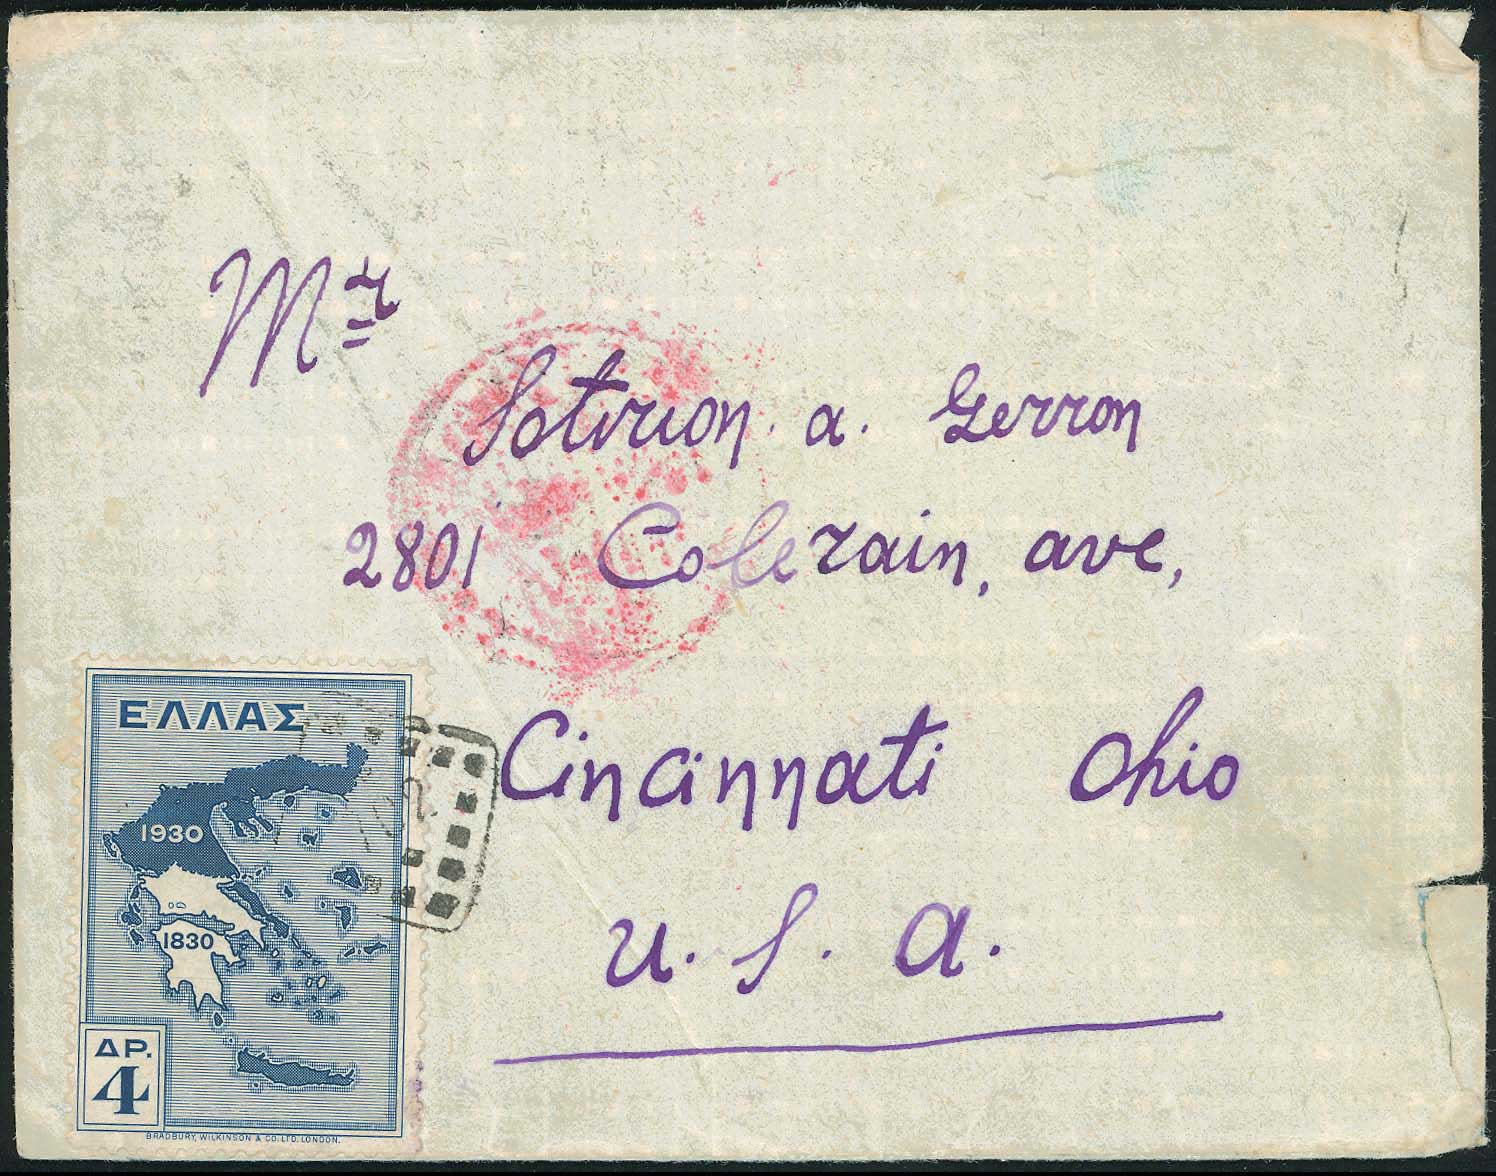 Mr
Sotirion. a. Gerron
2801 Colerain, ave,
Cincinnati Ohio
U. S. A.
ΕΛΛΑΣ
1930
1830
ΔΡ.
4
BRADBURY, WILKINSON & CO. LTD. LONDON.